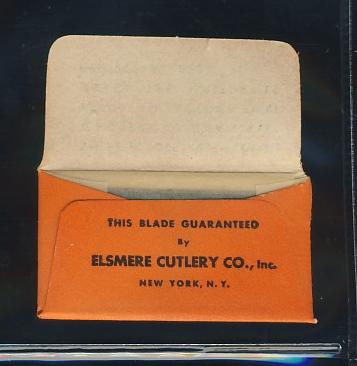 THIS BLADE GUARANTEED
By
ELSMERE CUTLERY CO., Inc.
NEW YORK, N. Y.